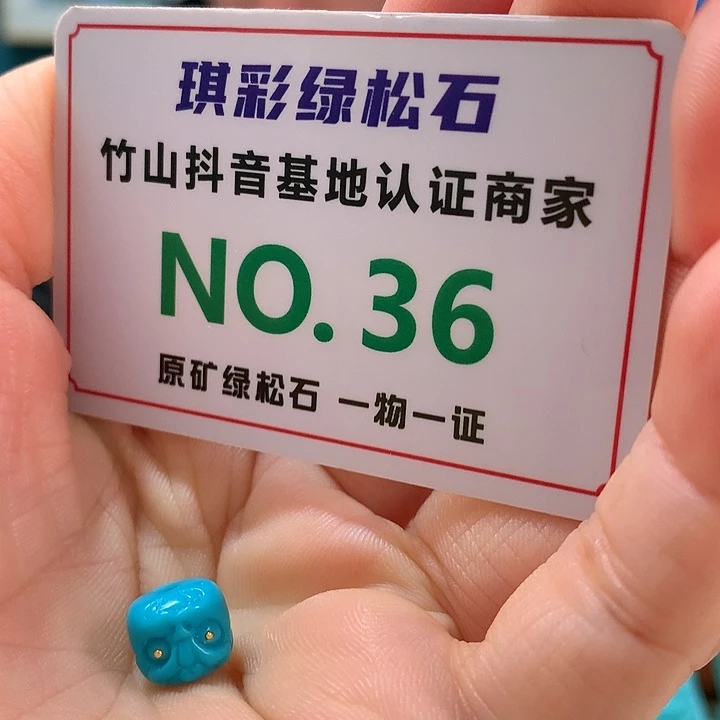 琪彩绿松石
竹山抖音基地认证商家
NO.36
原矿绿松石 一物一证